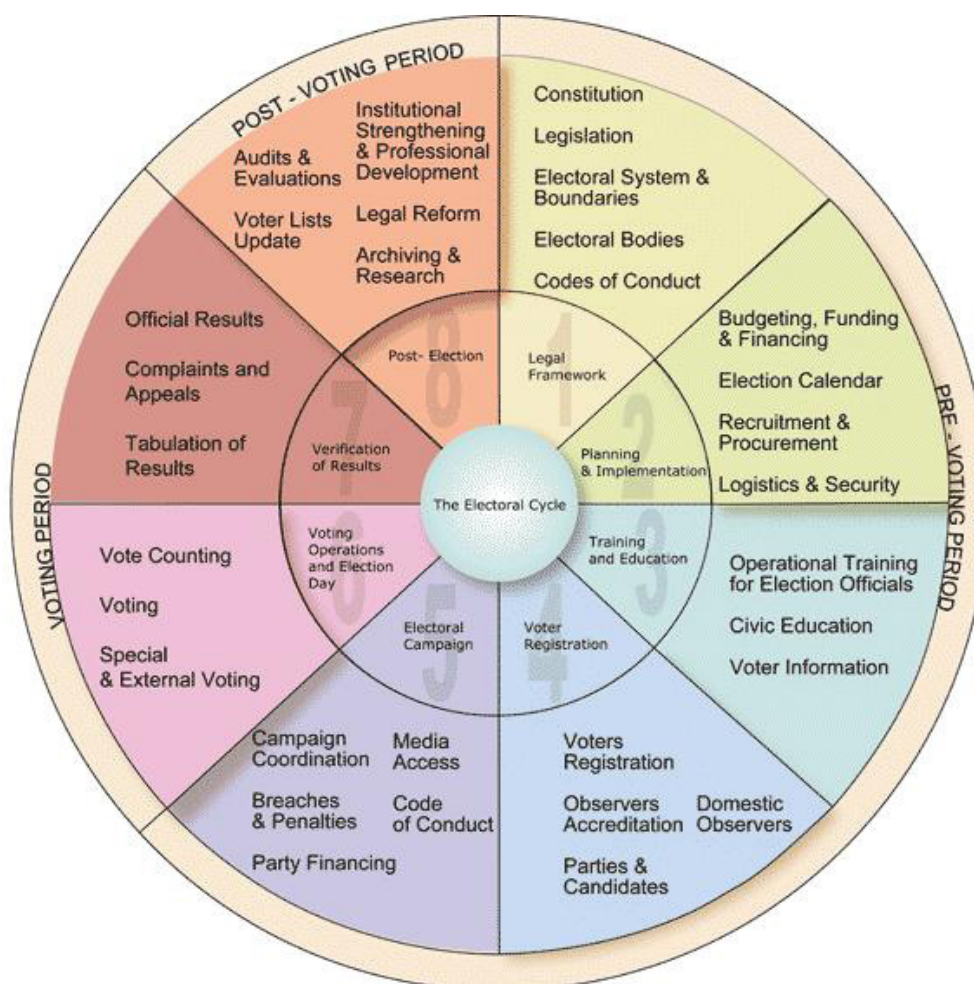 POST - VOTING PERIOD
PRE - VOTING PERIOD
VOTING PERIOD
The Electoral Cycle
1
Legal
Framework
Constitution
Legislation
Electoral System &
Boundaries
Electoral Bodies
Codes of Conduct
2
Planning
& Implementation
Budgeting, Funding
& Financing
Election Calendar
Recruitment &
Procurement
Logistics & Security
3
Training
and Education
Operational Training
for Election Officials
Civic Education
Voter Information
4
Voter
Registration
Voters
Registration
Observers
Accreditation
Domestic
Observers
Parties &
Candidates
5
Electoral
Campaign
Campaign
Coordination
Media
Access
Breaches
& Penalties
Code
of Conduct
Party Financing
6
Voting
Operations
and Election
Day
Vote Counting
Voting
Special
& External Voting
7
Verification
of Results
Official Results
Complaints and
Appeals
Tabulation of
Results
8
Post- Election
Institutional
Strengthening
& Professional
Development
Audits &
Evaluations
Voter Lists
Update
Legal Reform
Archiving &
Research